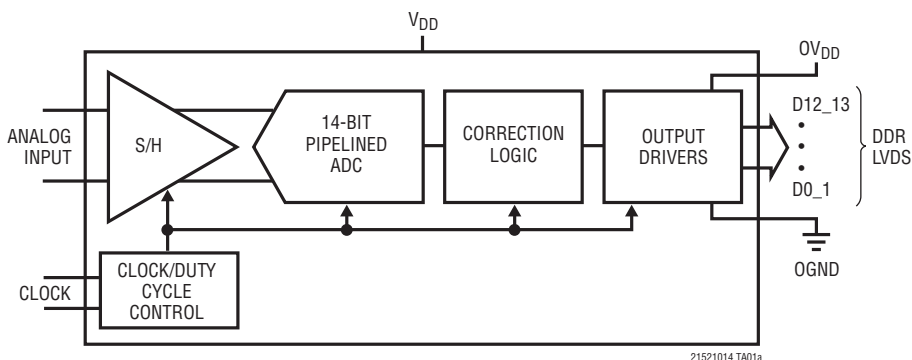 VDD
OVDD
ANALOG
INPUT
S/H
14-BIT
PIPELINED
ADC
CORRECTION
LOGIC
OUTPUT
DRIVERS
D12_13
•
•
•
D0_1
DDR
LVDS
OGND
CLOCK
CLOCK/DUTY
CYCLE
CONTROL
21521014 TA01a